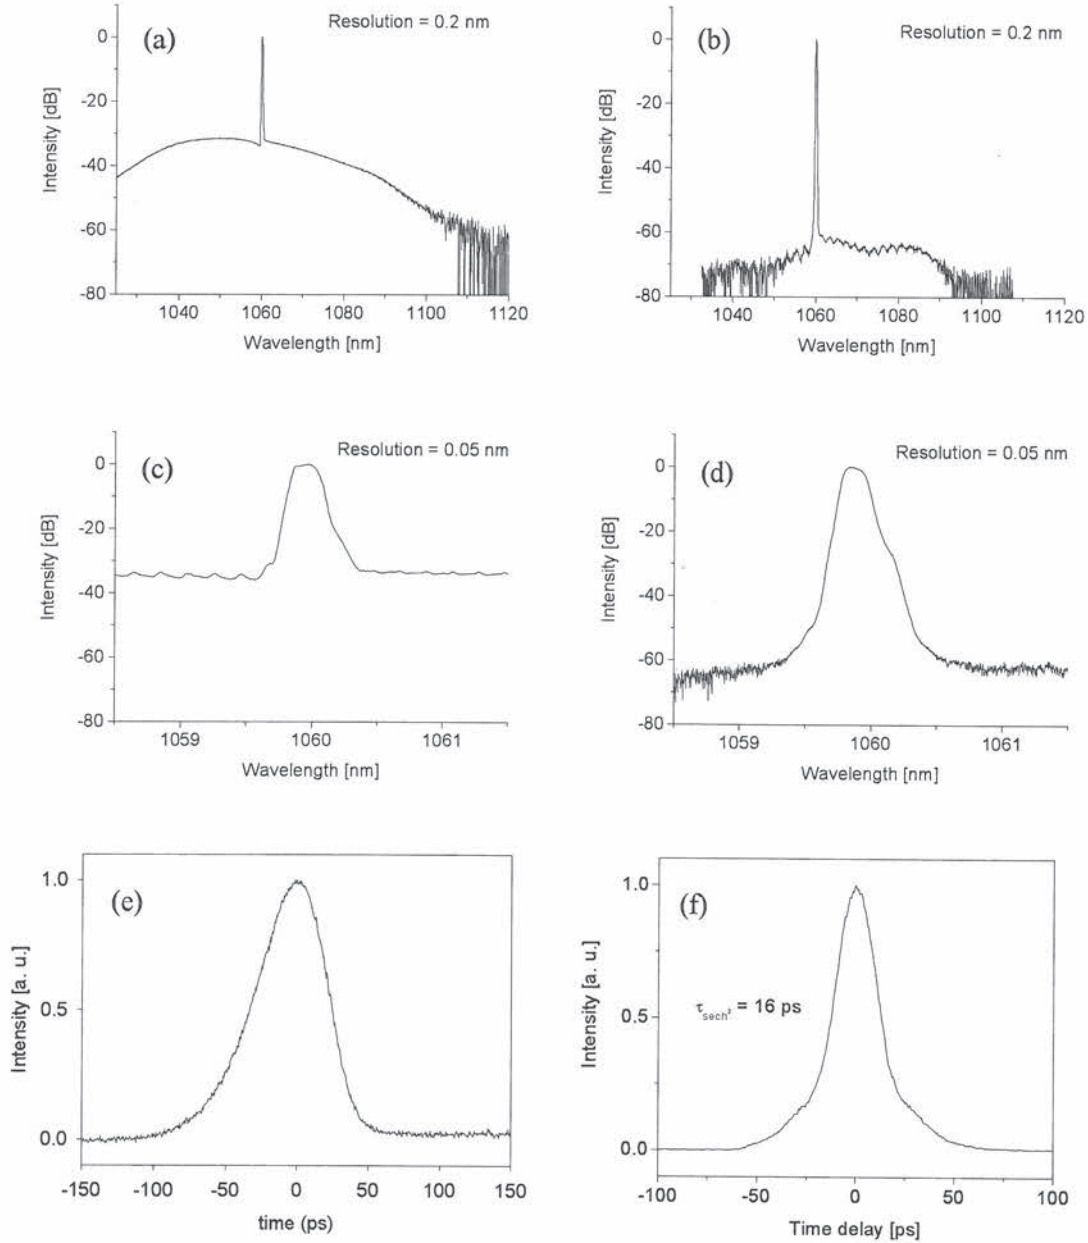 (a)
Resolution = 0.2 nm
Intensity [dB]
0
-20
-40
-60
-80
1040 1060 1080 1100 1120
Wavelength [nm]
(b)
Resolution = 0.2 nm
Intensity [dB]
0
-20
-40
-60
-80
1040 1060 1080 1100 1120
Wavelength [nm]
(c)
Resolution = 0.05 nm
Intensity [dB]
0
-20
-40
-60
-80
1059 1060 1061
Wavelength [nm]
(d)
Resolution = 0.05 nm
Intensity [dB]
0
-20
-40
-60
-80
1059 1060 1061
Wavelength [nm]
(e)
Intensity [a. u.]
1.0
0.5
0.0
-150 -100 -50 0 50 100 150
time (ps)
(f)
τsech² = 16 ps
Intensity [a. u.]
1.0
0.5
0.0
-100 -50 0 50 100
Time delay [ps]